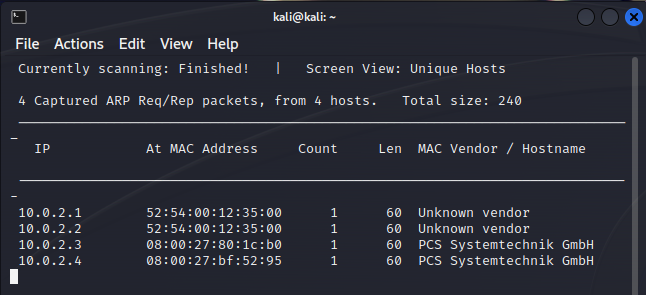 kali@kali: ~
File Actions Edit View Help
Currently scanning: Finished! | Screen View: Unique Hosts
4 Captured ARP Req/Rep packets, from 4 hosts. Total size: 240
_____________________________________________________________________________
IP At MAC Address Count Len MAC Vendor / Hostname
-----------------------------------------------------------------------------
10.0.2.1 52:54:00:12:35:00 1 60 Unknown vendor
10.0.2.2 52:54:00:12:35:00 1 60 Unknown vendor
10.0.2.3 08:00:27:80:1c:b0 1 60 PCS Systemtechnik GmbH
10.0.2.4 08:00:27:bf:52:95 1 60 PCS Systemtechnik GmbH